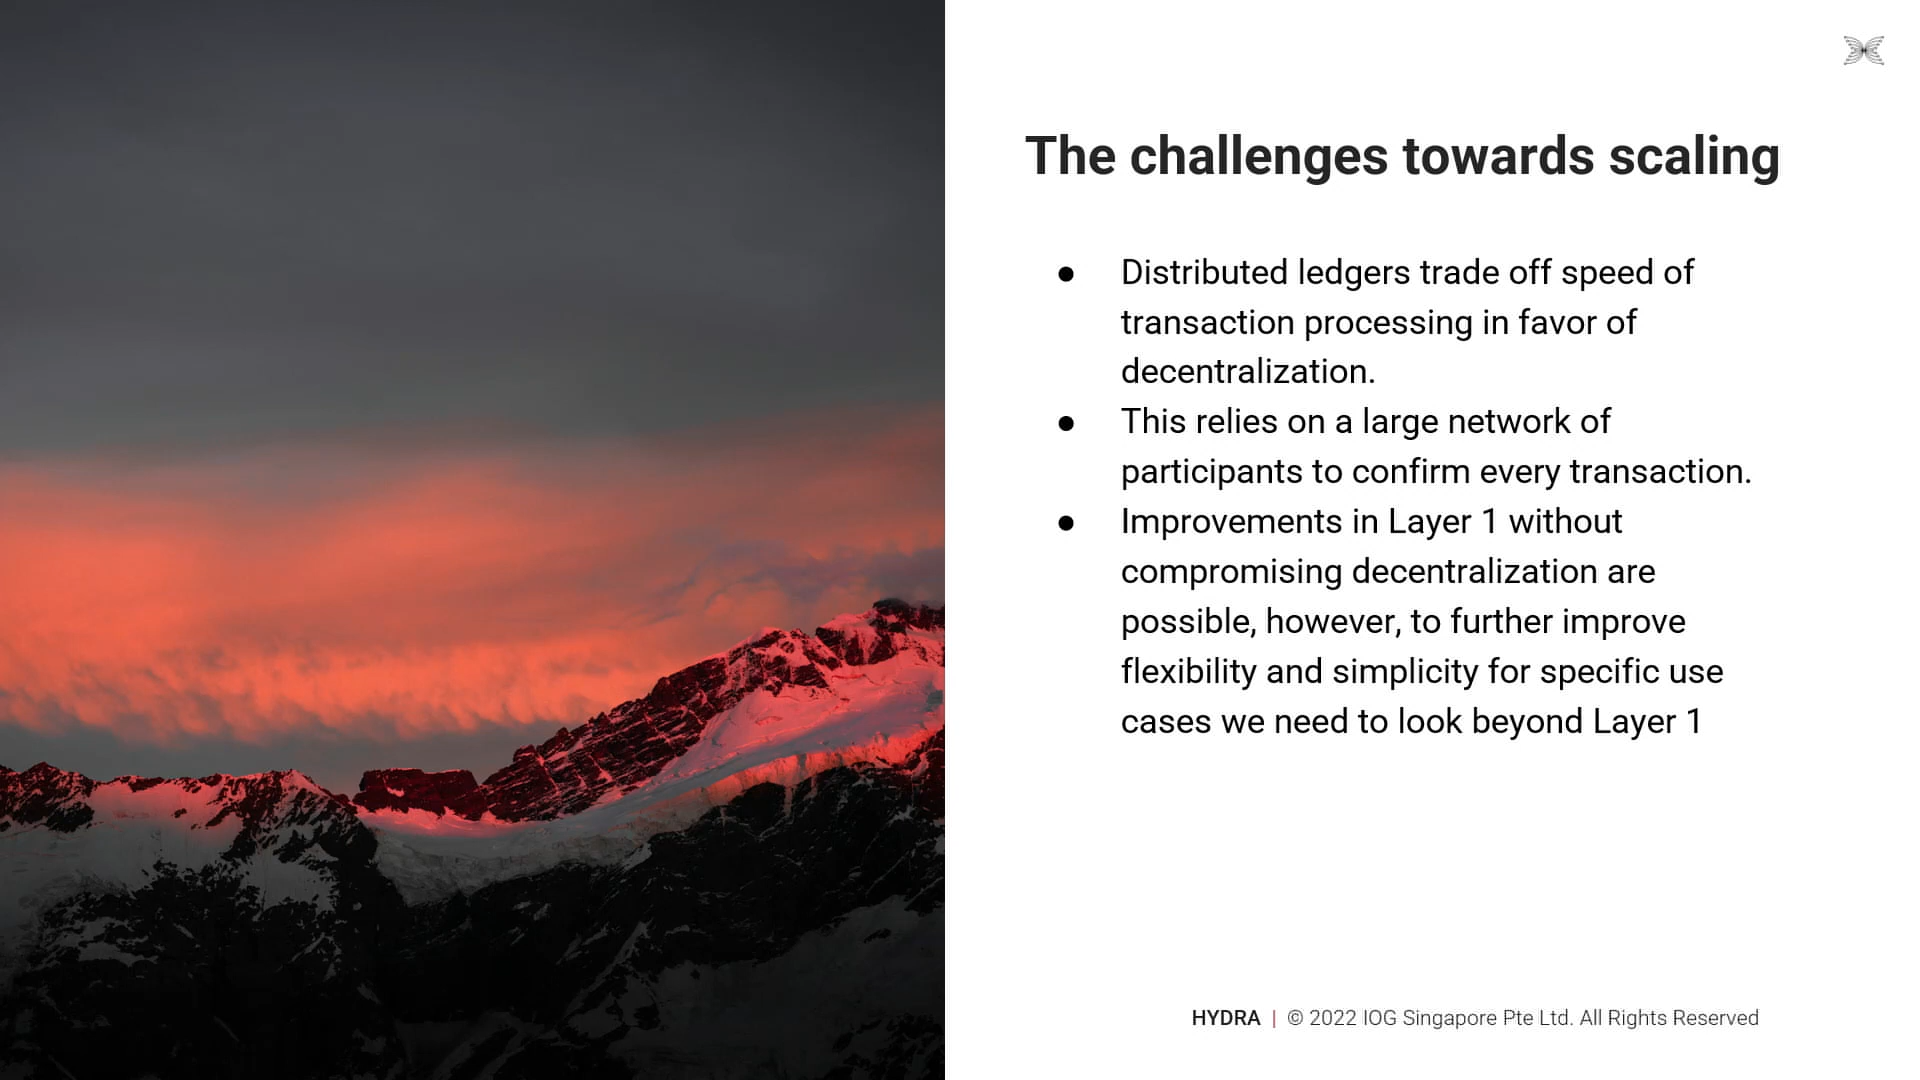 The challenges towards scaling
● Distributed ledgers trade off speed of
transaction processing in favor of
decentralization.
● This relies on a large network of
participants to confirm every transaction.
● Improvements in Layer 1 without
compromising decentralization are
possible, however, to further improve
flexibility and simplicity for specific use
cases we need to look beyond Layer 1
HYDRA | © 2022 IOG Singapore Pte Ltd. All Rights Reserved